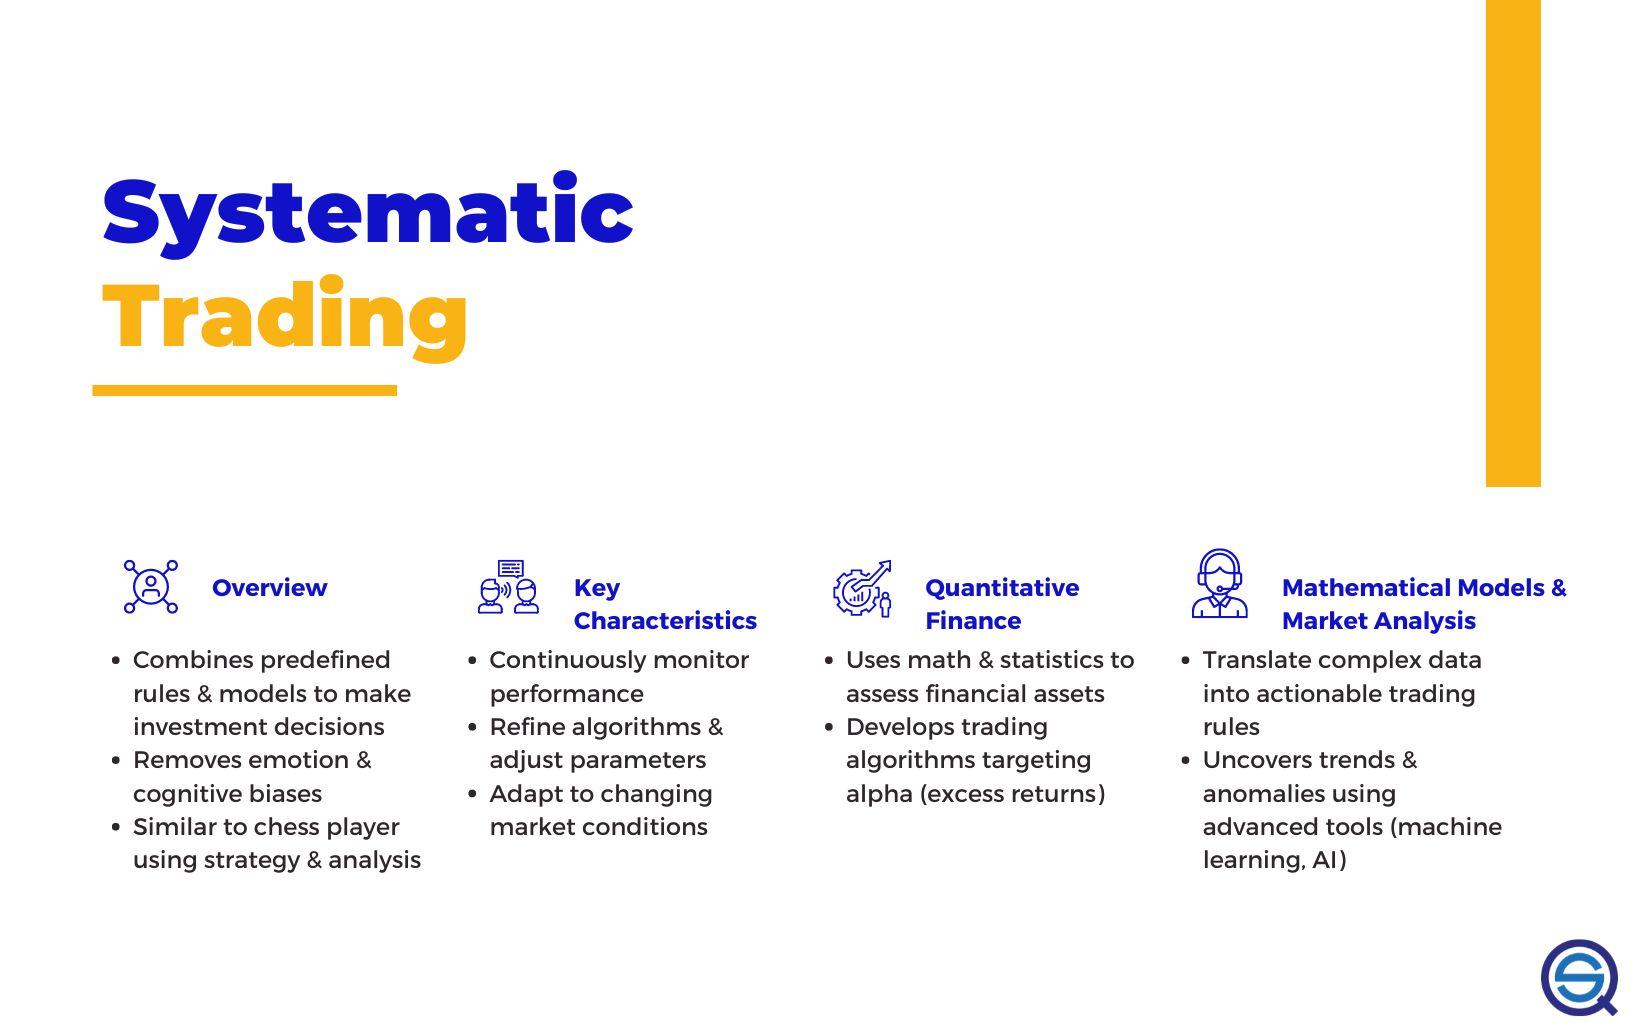 Systematic
Trading
Overview
• Combines predefined
rules & models to make
investment decisions
• Removes emotion &
cognitive biases
• Similar to chess player
using strategy & analysis
Key
Characteristics
• Continuously monitor
performance
• Refine algorithms &
adjust parameters
• Adapt to changing
market conditions
Quantitative
Finance
• Uses math & statistics to
assess financial assets
• Develops trading
algorithms targeting
alpha (excess returns)
Mathematical Models &
Market Analysis
• Translate complex data
into actionable trading
rules
• Uncovers trends &
anomalies using
advanced tools (machine
learning, AI)